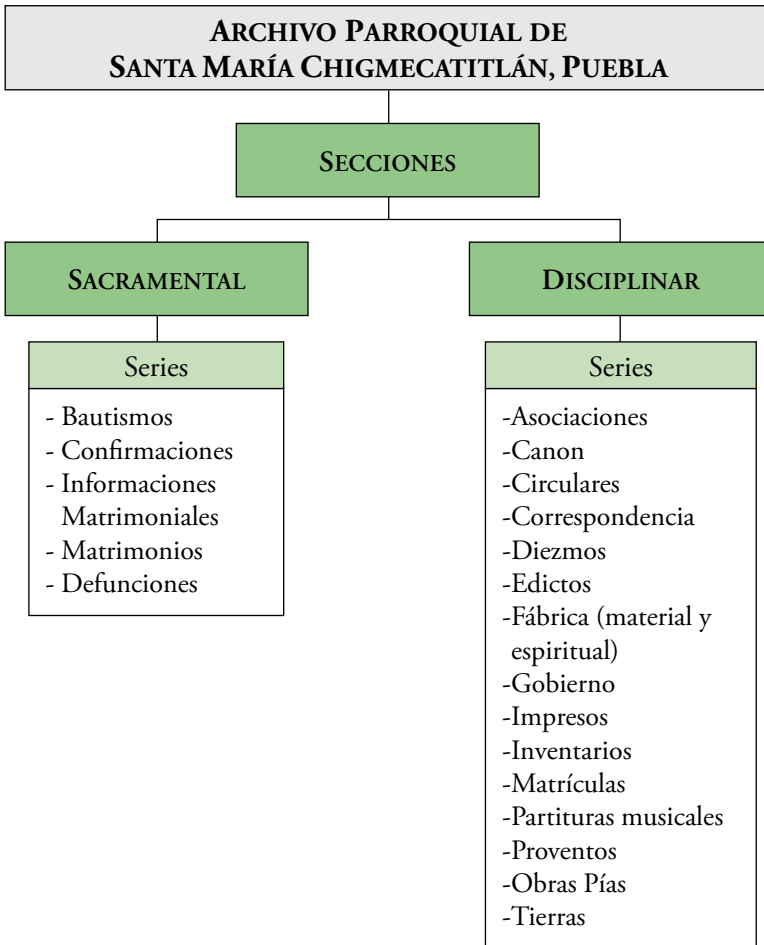 ARCHIVO PARROQUIAL DE
SANTA MARÍA CHIGMECATITLÁN, PUEBLA
SECCIONES
SACRAMENTAL
Series
- Bautismos
- Confirmaciones
- Informaciones
Matrimoniales
- Matrimonios
- Defunciones
DISCIPLINAR
Series
-Asociaciones
-Canon
-Circulares
-Correspondencia
-Diezmos
-Edictos
-Fábrica (material y
espiritual)
-Gobierno
-Impresos
-Inventarios
-Matrículas
-Partituras musicales
-Proventos
-Obras Pías
-Tierras